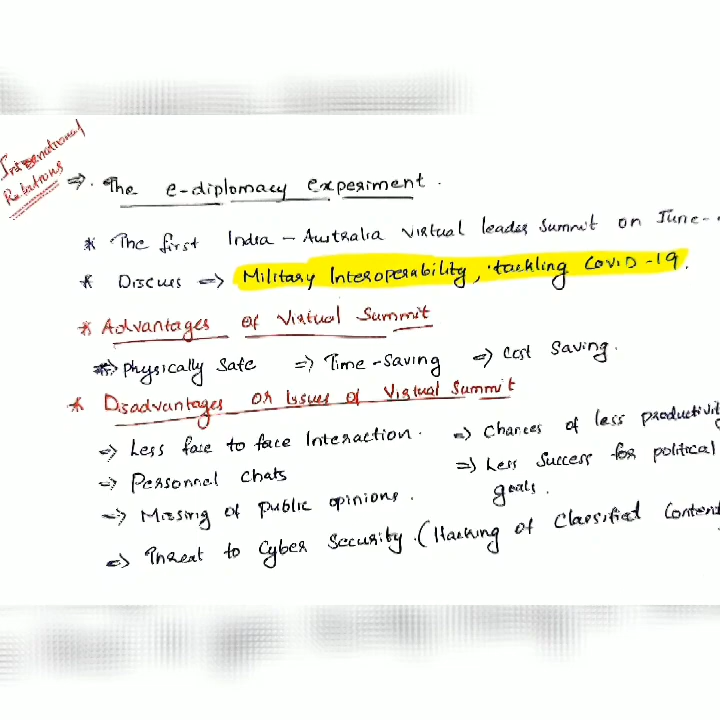 International
Relations
⇒. The e-diplomacy experiment.
* The first India - Australia virtual leader summit on June-
* Discuss ⇒ Military Interoperability, tackling COVID-19.
* Advantages of Virtual Summit
⇒ Physically Safe ⇒ Time-Saving ⇒ Cost Saving.
* Disadvantages or Issues of Virtual Summit
⇒ Less face to face Interaction. ⇒ Chances of less productivit
⇒ Personnal chats ⇒ Less Success for political
⇒ Missing of public opinions. goals.
⇒ Threat to Cyber Security. (Hacking of Classified Content